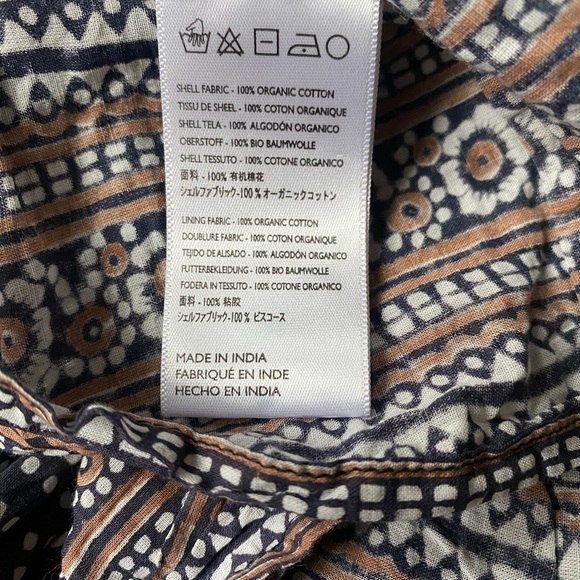 SHELL FABRIC - 100% ORGANIC COTTON
TISSU DE SHEEL - 100% COTON ORGANIQUE
SHELL TELA - 100% ALGODÓN ORGANICO
OBERSTOFF - 100% BIO BAUMWOLLE
SHELL TESSUTO - 100% COTONE ORGANICO
面料 - 100% 有机棉花
シェルファブリック - 100% オーガニックコットン
LINING FABRIC - 100% ORGANIC COTTON
DOUBLURE FABRIC - 100% COTON ORGANIQUE
TEJIDO DE ALSADO - 100% ALGODÓN ORGANICO
FUTTERBEKLEDUNG - 100% BIO BAUMWOLLE
FODERA IN TESSUTO - 100% COTONE ORGANICO
面料 - 100% 粘胶
シェルファブリック - 100% ビスコース
MADE IN INDIA
FABRIQUÉ EN INDE
HECHO EN INDIA